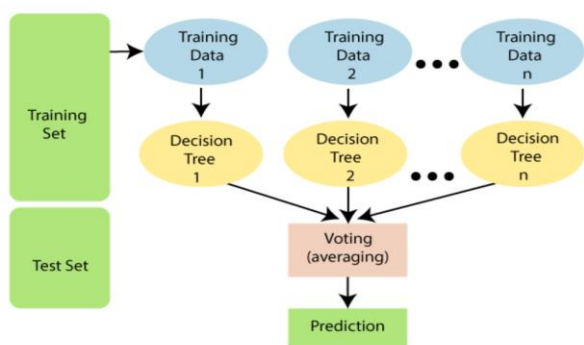 Training
Set
Training
Data
1
Training
Data
2
Training
Data
n
Decision
Tree
1
Decision
Tree
2
Decision
Tree
n
Test Set
Voting
(averaging)
Prediction